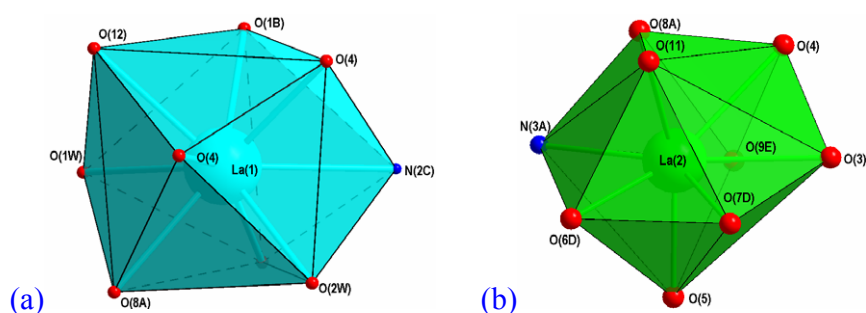 O(12)
O(1B)
O(4)
O(1W)
O(4)
La(1)
N(2C)
O(8A)
O(2W)
(a)
O(8A)
O(11)
O(4)
N(3A)
La(2)
O(9E)
O(3)
O(6D)
O(7D)
O(5)
(b)